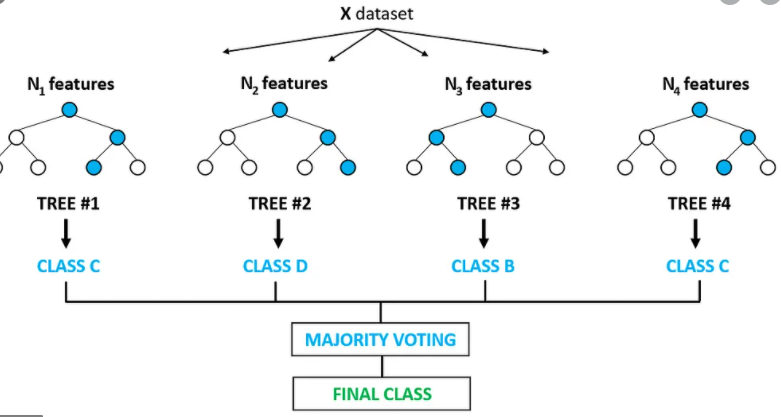 X dataset
N₁ features N₂ features N₃ features N₄ features
TREE #1 TREE #2 TREE #3 TREE #4
CLASS C CLASS D CLASS B CLASS C
MAJORITY VOTING
FINAL CLASS